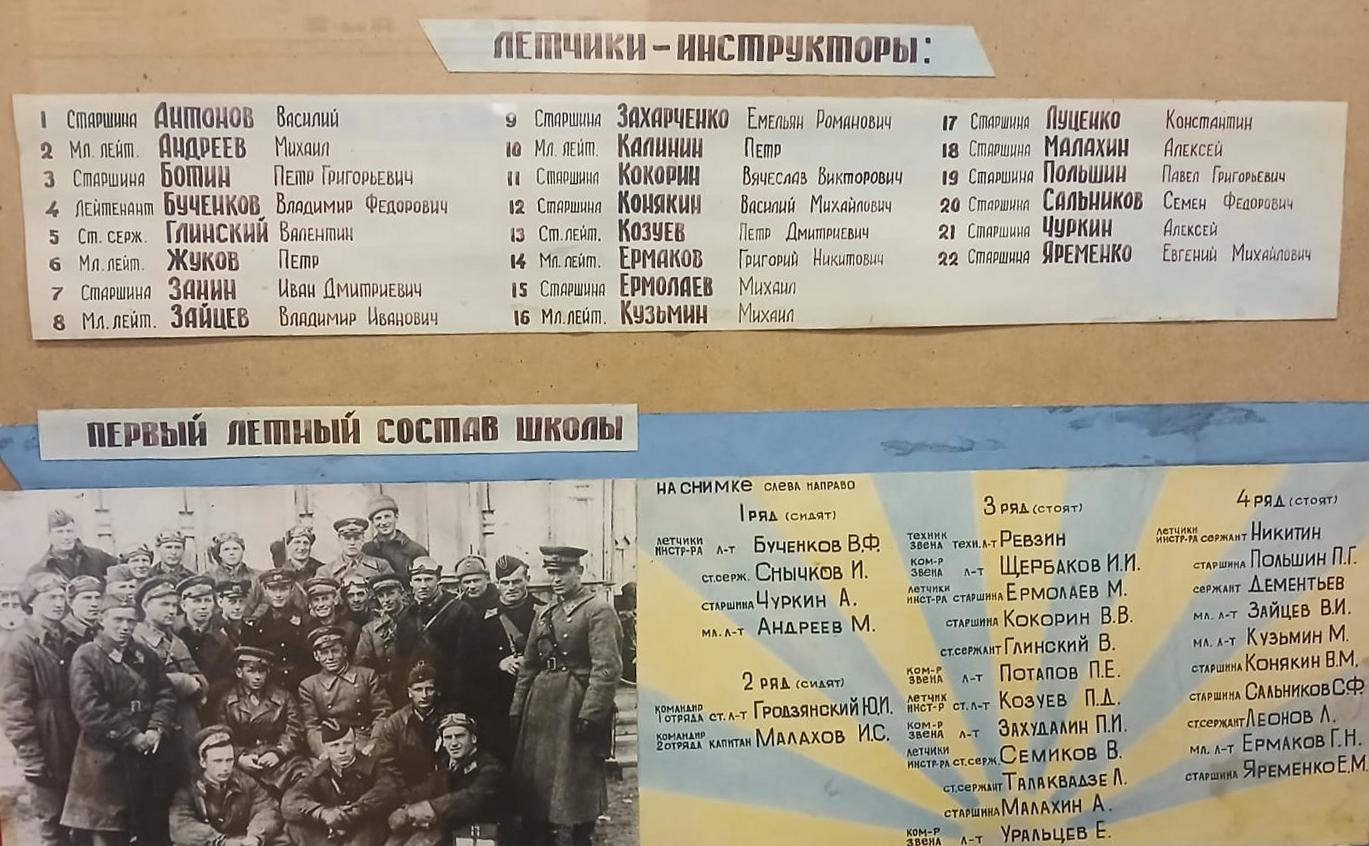 ЛЕТЧИКИ-ИНСТРУКТОРЫ:
1 Старшина АНТОНОВ Василий
2 Мл. лейт. АНДРЕЕВ Михаил
3 Старшина БОТИН Петр Григорьевич
4 Лейтенант БУЧЕНКОВ Владимир Федорович
5 Ст. серж. ГЛИНСКИЙ Валентин
6 Мл. лейт. ЖУКОВ Петр
7 Старшина ЗАНИН Иван Дмитриевич
8 Мл. лейт. ЗАЙЦЕВ Владимир Иванович
9 Старшина ЗАХАРЧЕНКО Емельян Романович
10 Мл. лейт. КАЛИНИН Петр
11 Старшина КОКОРИН Вячеслав Викторович
12 Старшина КОНЯКИН Василий Михайлович
13 Ст. лейт. КОЗУЕВ Петр Дмитриевич
14 Мл. лейт. ЕРМАКОВ Григорий Никитович
15 Старшина ЕРМОЛАЕВ Михаил
16 Мл. лейт. КУЗЬМИН Михаил
17 Старшина ЛУЦЕНКО Константин
18 Старшина МАЛАХИН Алексей
19 Старшина ПОЛЬШИН Павел Григорьевич
20 Старшина САЛЬНИКОВ Семен Федорович
21 Старшина ЧУРКИН Алексей
22 Старшина ЯРЕМЕНКО Евгений Михайлович
ПЕРВЫЙ ЛЕТНЫЙ СОСТАВ ШКОЛЫ
НА СНИМКЕ СЛЕВА НАПРАВО
1 РЯД (СИДЯТ)
ЛЕТЧИКИ ИНСТР-РА Л-Т БУЧЕНКОВ В.Ф.
СТ.СЕРЖ. СНЫЧКОВ И.
СТАРШИНА ЧУРКИН А.
МЛ. Л-Т АНДРЕЕВ М.
2 РЯД (СИДЯТ)
КОМАНДИР 1 ОТРЯДА СТ. Л-Т ГРОДЗЯНСКИЙ Ю.И.
КОМАНДИР 2 ОТРЯДА КАПИТАН МАЛАХОВ И.С.
3 РЯД (СТОЯТ)
ТЕХНИК ЗВЕНА ТЕХН. Л-Т РЕВЗИН
КОМ-Р ЗВЕНА Л-Т ЩЕРБАКОВ И.И.
ЛЕТЧИКИ ИНСТ-РА СТАРШИНА ЕРМОЛАЕВ М.
СТАРШИНА КОКОРИН В.В.
СТ.СЕРЖАНТ ГЛИНСКИЙ В.
КОМ-Р ЗВЕНА Л-Т ПОТАПОВ П.Е.
ЛЕТЧИК ИНСТ-Р СТ. Л-Т КОЗУЕВ П.Д.
КОМ-Р ЗВЕНА Л-Т ЗАХУДАЛИН П.И.
ЛЕТЧИКИ ИНСТР-РА СТ.СЕРЖ. СЕМИКОВ В.
СТ.СЕРЖАНТ ТАЛАКВАДЗЕ Л.
СТАРШИНА МАЛАХИН А.
КОМ-Р ЗВЕНА Л-Т УРАЛЬЦЕВ Е.
4 РЯД (СТОЯТ)
ЛЕТЧИКИ ИНСТР-РА СЕРЖАНТ НИКИТИН
СТАРШИНА ПОЛЬШИН П.Г.
СЕРЖАНТ ДЕМЕНТЬЕВ
МЛ. Л-Т ЗАЙЦЕВ В.И.
МЛ. Л-Т КУЗЬМИН М.
СТАРШИНА КОНЯКИН В.М.
СТАРШИНА САЛЬНИКОВ С.Ф.
СТ.СЕРЖАНТ ЛЕОНОВ Л.
МЛ. Л-Т ЕРМАКОВ Г.Н.
СТАРШИНА ЯРЕМЕНКО Е.М.